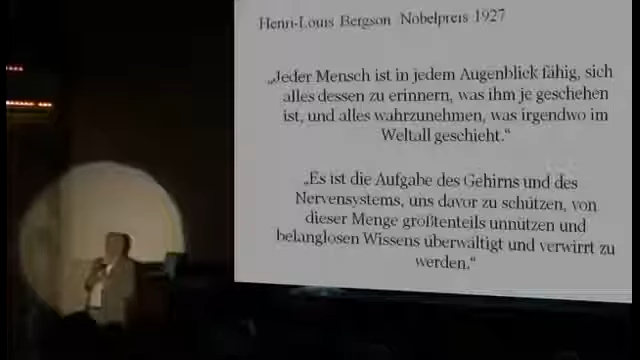 Henri-Louis Bergson Nobelpreis 1927
„Jeder Mensch ist in jedem Augenblick fähig, sich
alles dessen zu erinnern, was ihm je geschehen
ist, und alles wahrzunehmen, was irgendwo im
Weltall geschieht.“
„Es ist die Aufgabe des Gehirns und des
Nervensystems, uns davor zu schützen, von
dieser Menge größtenteils unnützen und
belanglosen Wissens überwältigt und verwirrt zu
werden.“